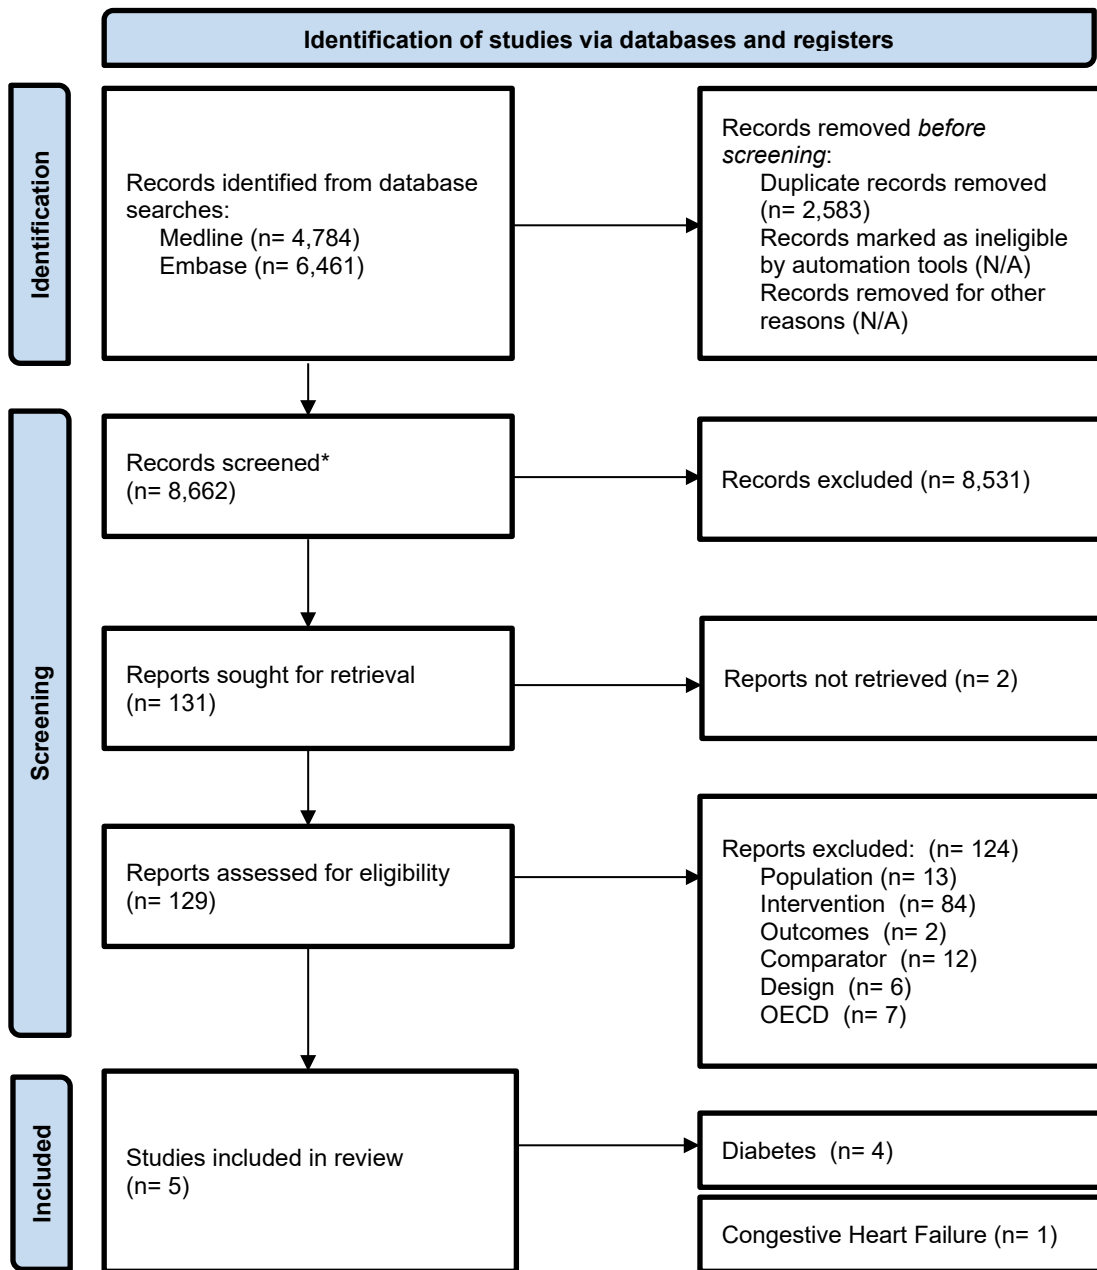 Identification of studies via databases and registers
Identification
Records identified from database
searches:
Medline (n= 4,784)
Embase (n= 6,461)
Records removed before
screening:
Duplicate records removed
(n= 2,583)
Records marked as ineligible
by automation tools (N/A)
Records removed for other
reasons (N/A)
Screening
Records screened*
(n= 8,662)
Records excluded (n= 8,531)
Reports sought for retrieval
(n= 131)
Reports not retrieved (n= 2)
Reports assessed for eligibility
(n= 129)
Reports excluded: (n= 124)
Population (n= 13)
Intervention (n= 84)
Outcomes (n= 2)
Comparator (n= 12)
Design (n= 6)
OECD (n= 7)
Included
Studies included in review
(n= 5)
Diabetes (n= 4)
Congestive Heart Failure (n= 1)